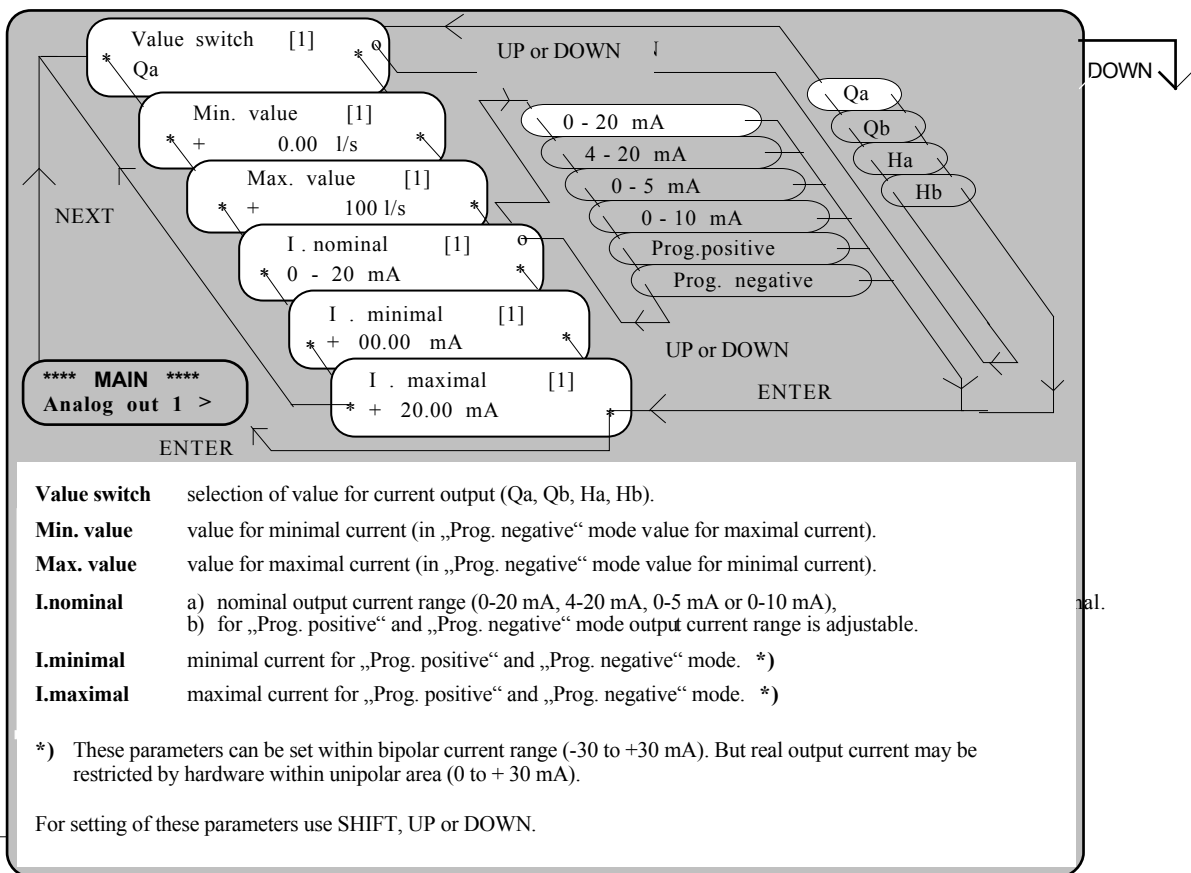 Value switch [1]
* Qa * o
UP or DOWN
DOWN
Min. value [1]
* + 0.00 l/s *
Max. value [1]
* + 100 l/s *
I . nominal [1] o
* 0 - 20 mA *
I . minimal [1]
* + 00.00 mA *
I . maximal [1]
* + 20.00 mA *
0 - 20 mA
4 - 20 mA
0 - 5 mA
0 - 10 mA
Prog.positive
Prog. negative
Qa
Qb
Ha
Hb
NEXT
UP or DOWN
ENTER
**** MAIN ****
Analog out 1 >
ENTER
Value switch selection of value for current output (Qa, Qb, Ha, Hb).
Min. value value for minimal current (in „Prog. negative“ mode value for maximal current).
Max. value value for maximal current (in „Prog. negative“ mode value for minimal current).
I.nominal a) nominal output current range (0-20 mA, 4-20 mA, 0-5 mA or 0-10 mA),
b) for „Prog. positive“ and „Prog. negative“ mode output current range is adjustable.
I.minimal minimal current for „Prog. positive“ and „Prog. negative“ mode. *)
I.maximal maximal current for „Prog. positive“ and „Prog. negative“ mode. *)
*) These parameters can be set within bipolar current range (-30 to +30 mA). But real output current may be
restricted by hardware within unipolar area (0 to + 30 mA).
For setting of these parameters use SHIFT, UP or DOWN.